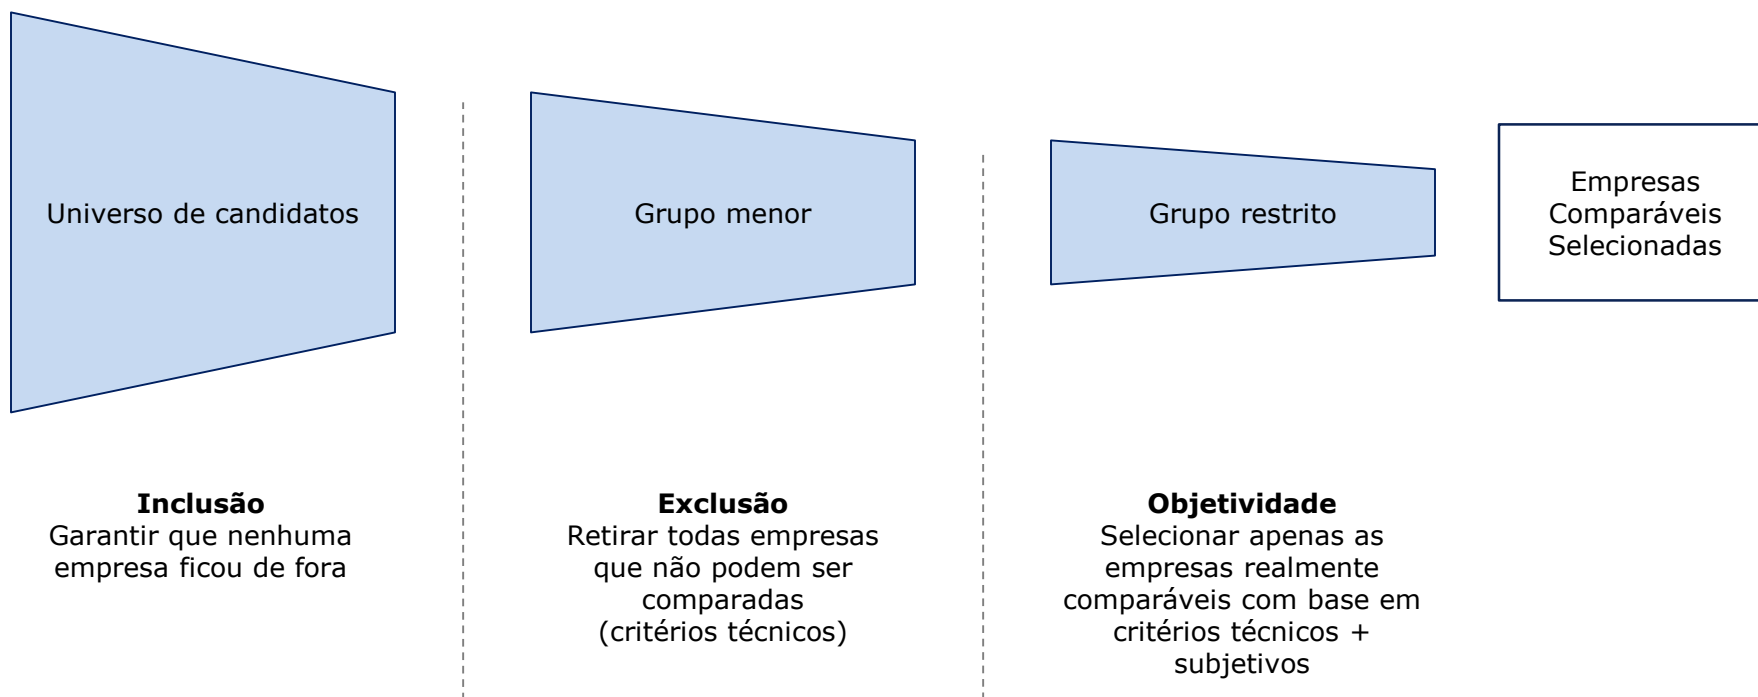 Universo de candidatos
Grupo menor
Grupo restrito
Empresas
Comparáveis
Selecionadas
Inclusão
Garantir que nenhuma
empresa ficou de fora
Exclusão
Retirar todas empresas
que não podem ser
comparadas
(critérios técnicos)
Objetividade
Selecionar apenas as
empresas realmente
comparáveis com base em
critérios técnicos +
subjetivos